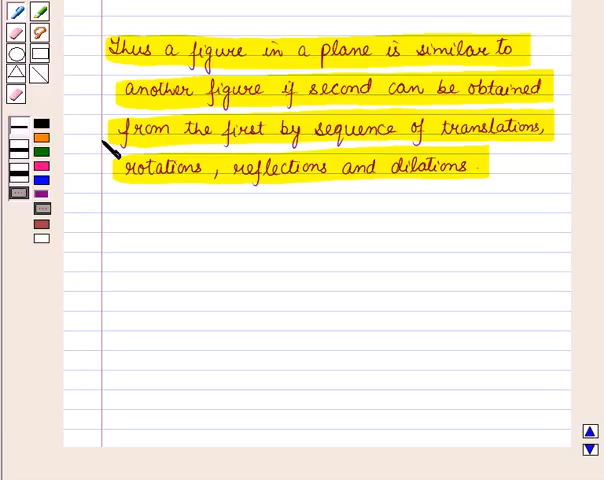 Thus a figure in a plane is similar to
another figure if second can be obtained
from the first by sequence of translations,
rotations, reflections and dilations.